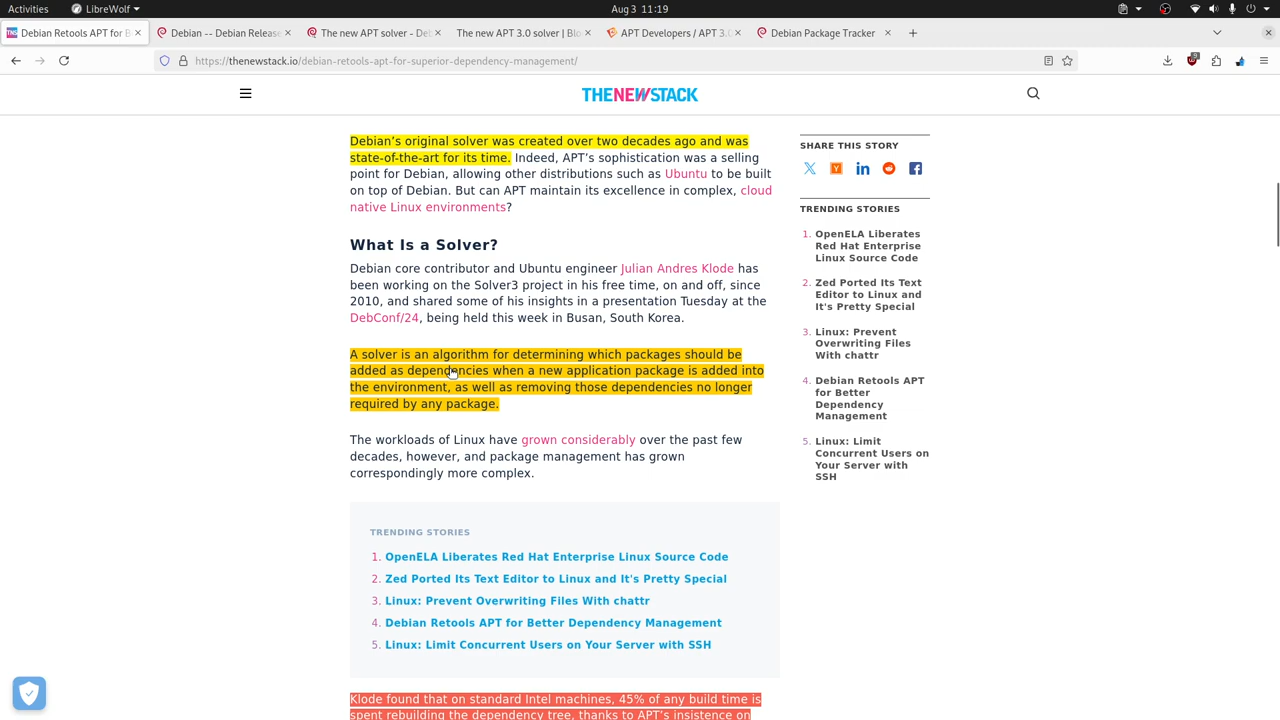 Activities LibreWolf Aug 3 11:19
Debian Retools APT for B Debian -- Debian Release The new APT solver - Deb The new APT 3.0 solver | Blo APT Developers / APT 3.0 Debian Package Tracker
https://thenewstack.io/debian-retools-apt-for-superior-dependency-management/
THENEWSTACK
Debian's original solver was created over two decades ago and was
state-of-the-art for its time. Indeed, APT's sophistication was a selling
point for Debian, allowing other distributions such as Ubuntu to be built
on top of Debian. But can APT maintain its excellence in complex, cloud
native Linux environments?
What Is a Solver?
Debian core contributor and Ubuntu engineer Julian Andres Klode has
been working on the Solver3 project in his free time, on and off, since
2010, and shared some of his insights in a presentation Tuesday at the
DebConf/24, being held this week in Busan, South Korea.
A solver is an algorithm for determining which packages should be
added as dependencies when a new application package is added into
the environment, as well as removing those dependencies no longer
required by any package.
The workloads of Linux have grown considerably over the past few
decades, however, and package management has grown
correspondingly more complex.
TRENDING STORIES
1. OpenELA Liberates Red Hat Enterprise Linux Source Code
2. Zed Ported Its Text Editor to Linux and It's Pretty Special
3. Linux: Prevent Overwriting Files With chattr
4. Debian Retools APT for Better Dependency Management
5. Linux: Limit Concurrent Users on Your Server with SSH
Klode found that on standard Intel machines, 45% of any build time is
spent rebuilding the dependency tree, thanks to APT's insistence on
SHARE THIS STORY
TRENDING STORIES
1. OpenELA Liberates
Red Hat Enterprise
Linux Source Code
2. Zed Ported Its Text
Editor to Linux and
It's Pretty Special
3. Linux: Prevent
Overwriting Files
With chattr
4. Debian Retools APT
for Better
Dependency
Management
5. Linux: Limit
Concurrent Users on
Your Server with
SSH